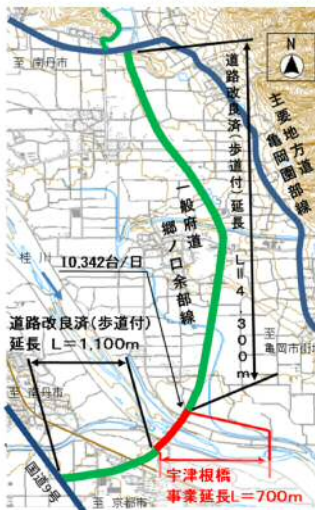 至 南丹市
N
道路改良済(歩道付)延長 L=4,300m
主要地方道
亀岡園部線
一般府道
郷ノ口余部線
桂川
10,342台/日
道路改良済(歩道付)
延長 L=1,100m
至
亀岡市街
至 南丹市
国道9号
宇津根橋
事業延長L=700m
至 京都市